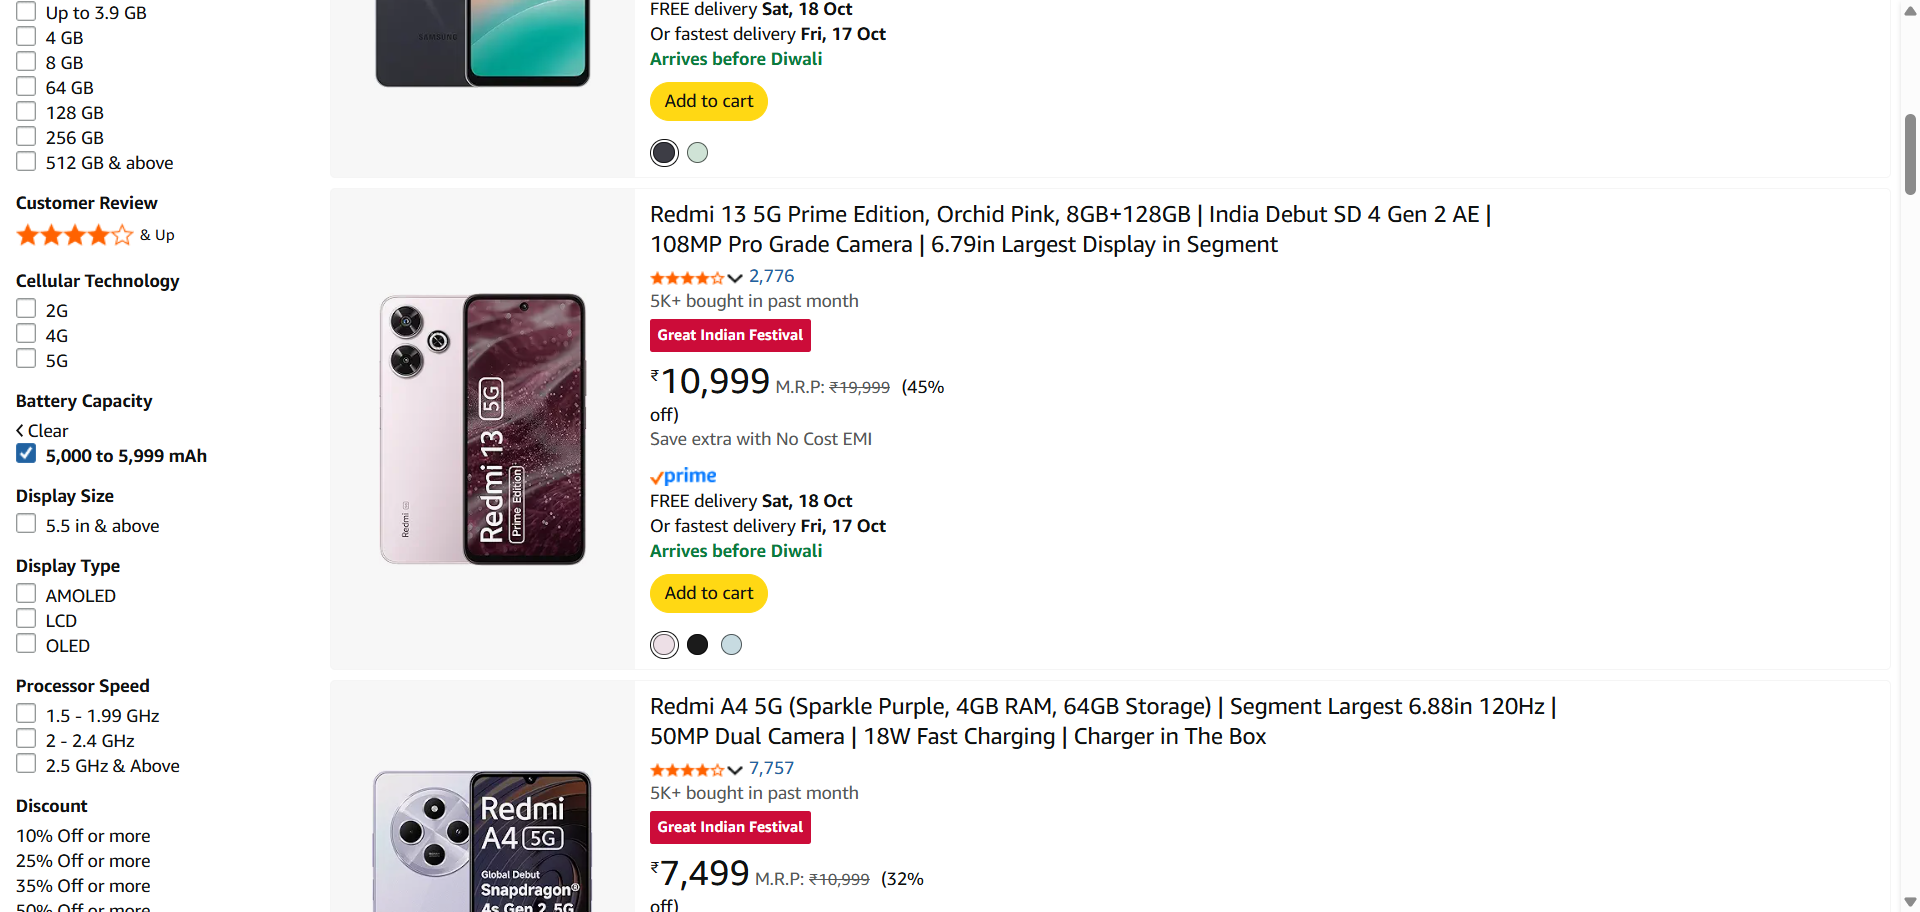 Up to 3.9 GB
4 GB
8 GB
64 GB
128 GB
256 GB
512 GB & above
Customer Review
& Up
Cellular Technology
2G
4G
5G
Battery Capacity
Clear
5,000 to 5,999 mAh
Display Size
5.5 in & above
Display Type
AMOLED
LCD
OLED
Processor Speed
1.5 - 1.99 GHz
2 - 2.4 GHz
2.5 GHz & Above
Discount
10% Off or more
25% Off or more
35% Off or more
50% Off or more
SAMSUNG
FREE delivery Sat, 18 Oct
Or fastest delivery Fri, 17 Oct
Arrives before Diwali
Add to cart
Redmi 13 5G Prime Edition, Orchid Pink, 8GB+128GB | India Debut SD 4 Gen 2 AE |
108MP Pro Grade Camera | 6.79in Largest Display in Segment
2,776
5K+ bought in past month
Great Indian Festival
₹10,999 M.R.P: ₹19,999 (45%
off)
Save extra with No Cost EMI
prime
FREE delivery Sat, 18 Oct
Or fastest delivery Fri, 17 Oct
Arrives before Diwali
Add to cart
Redmi 13 5G
Prime Edition
Redmi
Redmi A4 5G (Sparkle Purple, 4GB RAM, 64GB Storage) | Segment Largest 6.88in 120Hz |
50MP Dual Camera | 18W Fast Charging | Charger in The Box
7,757
5K+ bought in past month
Great Indian Festival
₹7,499 M.R.P: ₹10,999 (32%
off)
Redmi
A4 5G
Global Debut
Snapdragon®
4s Gen 2 5G